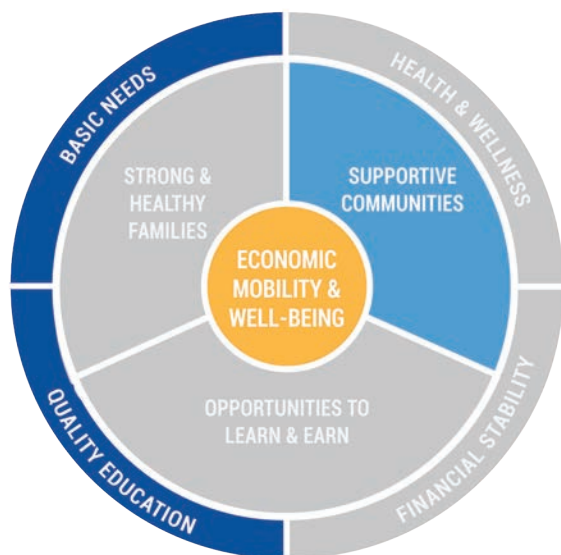 BASIC NEEDS
HEALTH & WELLNESS
STRONG &
HEALTHY
FAMILIES
SUPPORTIVE
COMMUNITIES
ECONOMIC
MOBILITY &
WELL-BEING
OPPORTUNITIES TO
LEARN & EARN
QUALITY EDUCATION
FINANCIAL STABILITY